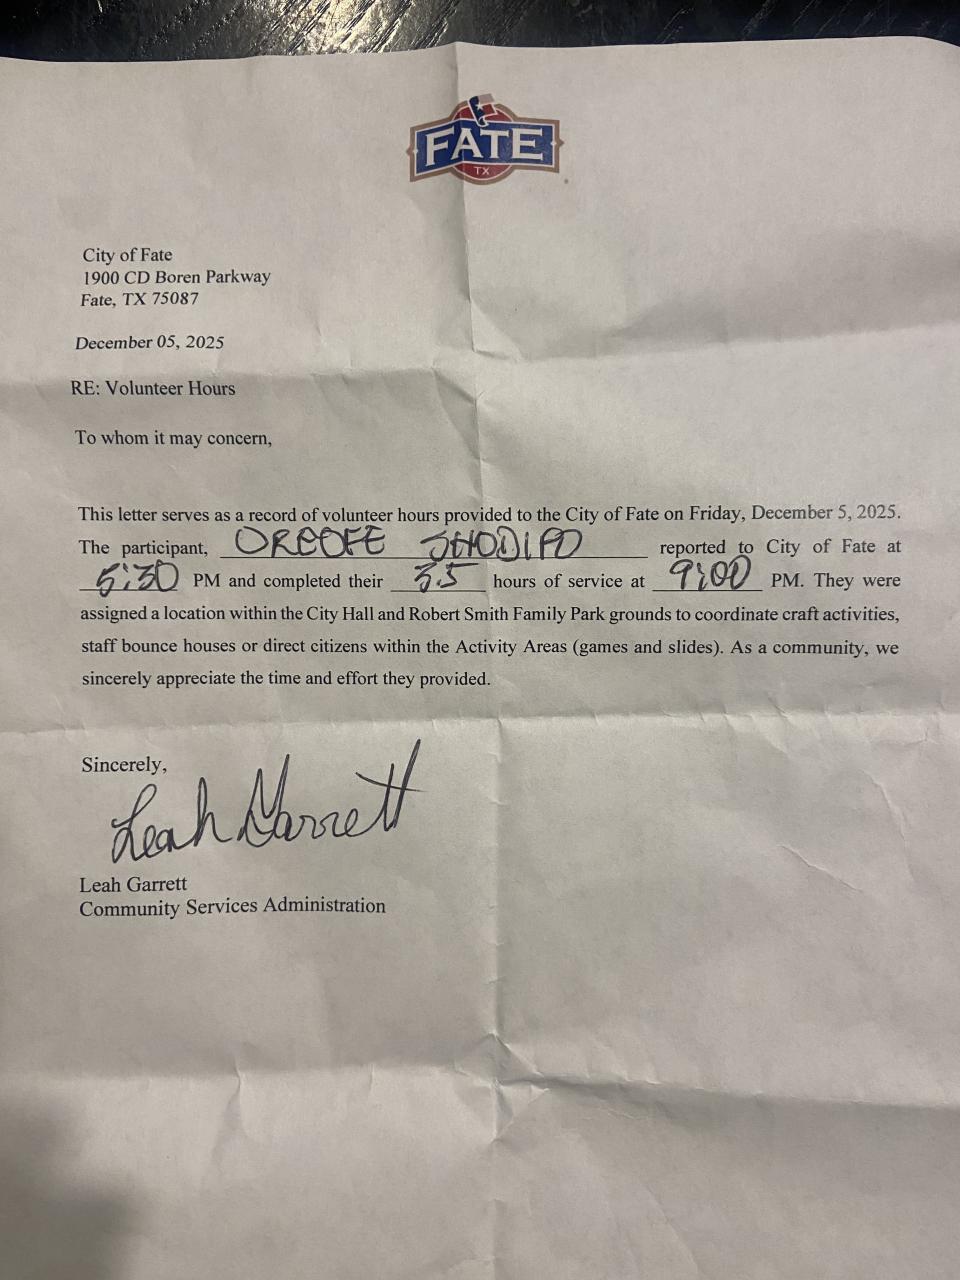 FATE
TX
City of Fate
1900 CD Boren Parkway
Fate, TX 75087
December 05, 2025
RE: Volunteer Hours
To whom it may concern,
This letter serves as a record of volunteer hours provided to the City of Fate on Friday, December 5, 2025.
The participant, OREOFE SHODIPO reported to City of Fate at
5:30 PM and completed their 3.5 hours of service at 9:00 PM. They were
assigned a location within the City Hall and Robert Smith Family Park grounds to coordinate craft activities,
staff bounce houses or direct citizens within the Activity Areas (games and slides). As a community, we
sincerely appreciate the time and effort they provided.
Sincerely,
Leah Garrett
Leah Garrett
Community Services Administration